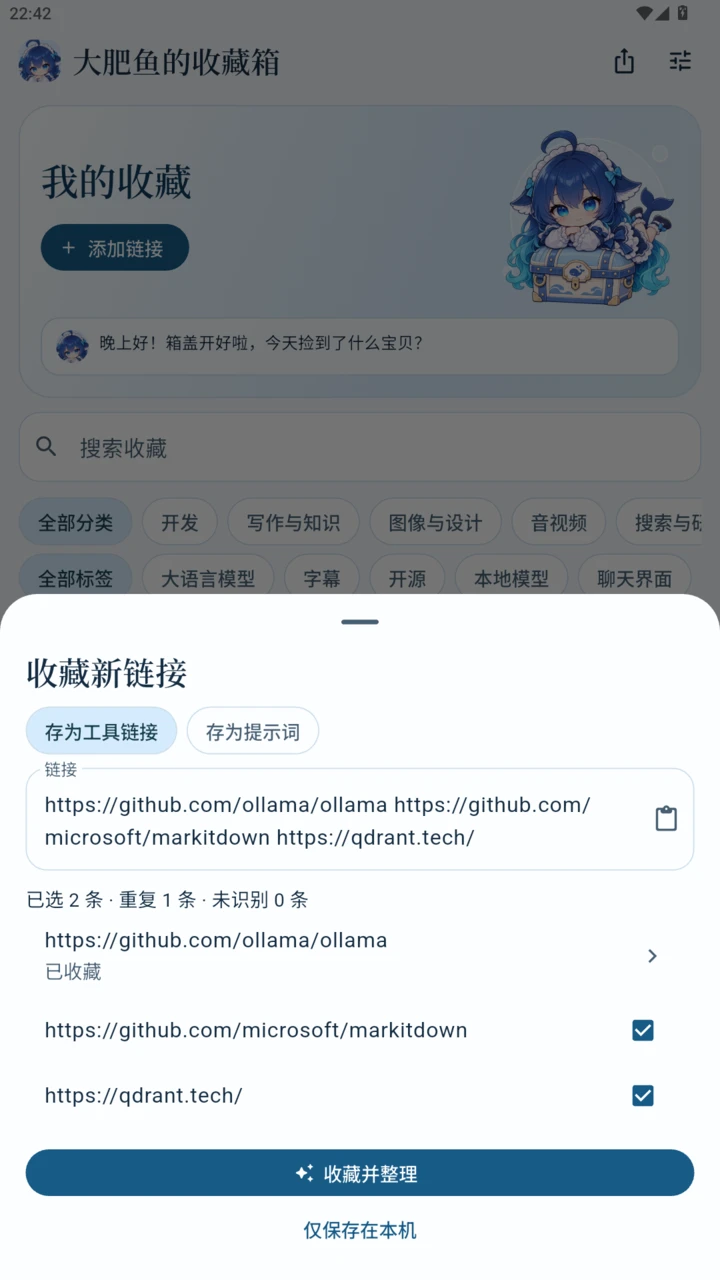 22:42
大肥鱼的收藏箱
我的收藏
+ 添加链接
晚上好！箱盖开好啦，今天捡到了什么宝贝？
搜索收藏
全部分类 开发 写作与知识 图像与设计 音视频 搜索与研
全部标签 大语言模型 字幕 开源 本地模型 聊天界面
收藏新链接
存为工具链接 存为提示词
链接
https://github.com/ollama/ollama https://github.com/
microsoft/markitdown https://qdrant.tech/
已选 2 条 · 重复 1 条 · 未识别 0 条
https://github.com/ollama/ollama
已收藏
https://github.com/microsoft/markitdown
https://qdrant.tech/
收藏并整理
仅保存在本机